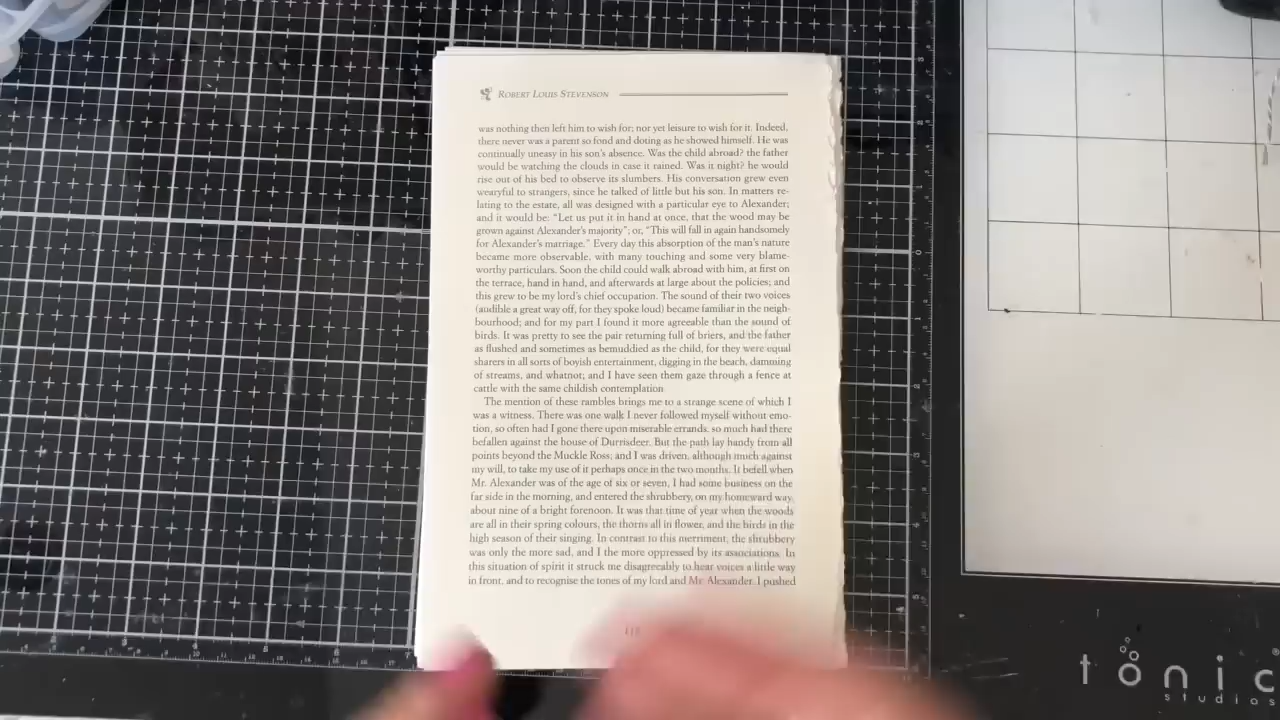 ROBERT LOUIS STEVENSON
was nothing then left him to wish for; nor yet leisure to wish for it. Indeed,
there never was a parent so fond and doting as he showed himself. He was
continually uneasy in his son's absence. Was the child abroad? the father
would be watching the clouds in case it rained. Was it night? he would
rise out of his bed to observe its slumbers. His conversation grew even
wearyful to strangers, since he talked of little but his son. In matters re-
lating to the estate, all was designed with a particular eye to Alexander;
and it would be: “Let us put it in hand at once, that the wood may be
grown against Alexander's majority”; or, “This will fall in again handsomely
for Alexander's marriage.” Every day this absorption of the man's nature
became more observable, with many touching and some very blame-
worthy particulars. Soon the child could walk abroad with him, at first on
the terrace, hand in hand, and afterwards at large about the policies; and
this grew to be my lord's chief occupation. The sound of their two voices
(audible a great way off, for they spoke loud) became familiar in the neigh-
bourhood; and for my part I found it more agreeable than the sound of
birds. It was pretty to see the pair returning full of briers, and the father
as flushed and sometimes as bemuddied as the child, for they were equal
sharers in all sorts of boyish entertainment, digging in the beach, damming
of streams, and whatnot; and I have seen them gaze through a fence at
cattle with the same childish contemplation
The mention of these rambles brings me to a strange scene of which I
was a witness. There was one walk I never followed myself without emo-
tion, so often had I gone there upon miserable errands, so much had there
befallen against the house of Durrisdeer. But the path lay handy from all
points beyond the Muckle Ross; and I was driven, although much against
my will, to take my use of it perhaps once in the two months. It befell when
Mr. Alexander was of the age of six or seven, I had some business on the
far side in the morning, and entered the shrubbery, on my homeward way,
about nine of a bright forenoon. It was that time of year when the woods
are all in their spring colours, the thorns all in flower, and the birds in the
high season of their singing. In contrast to this merriment, the shrubbery
was only the more sad, and I the more oppressed by its associations. In
this situation of spirit it struck me disagreeably to hear voices a little way
in front, and to recognise the tones of my lord and Mr. Alexander. I pushed
tonic
studios